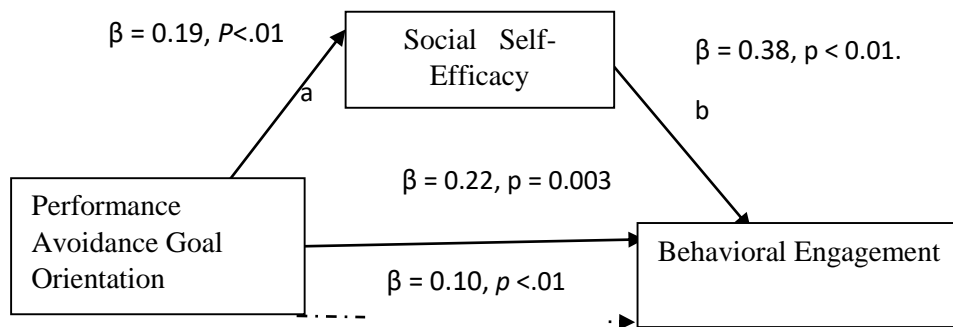 β = 0.19, P<.01
Social Self-
Efficacy
β = 0.38, p < 0.01.
a
b
β = 0.22, p = 0.003
Performance
Avoidance Goal
Orientation
Behavioral Engagement
β = 0.10, p <.01